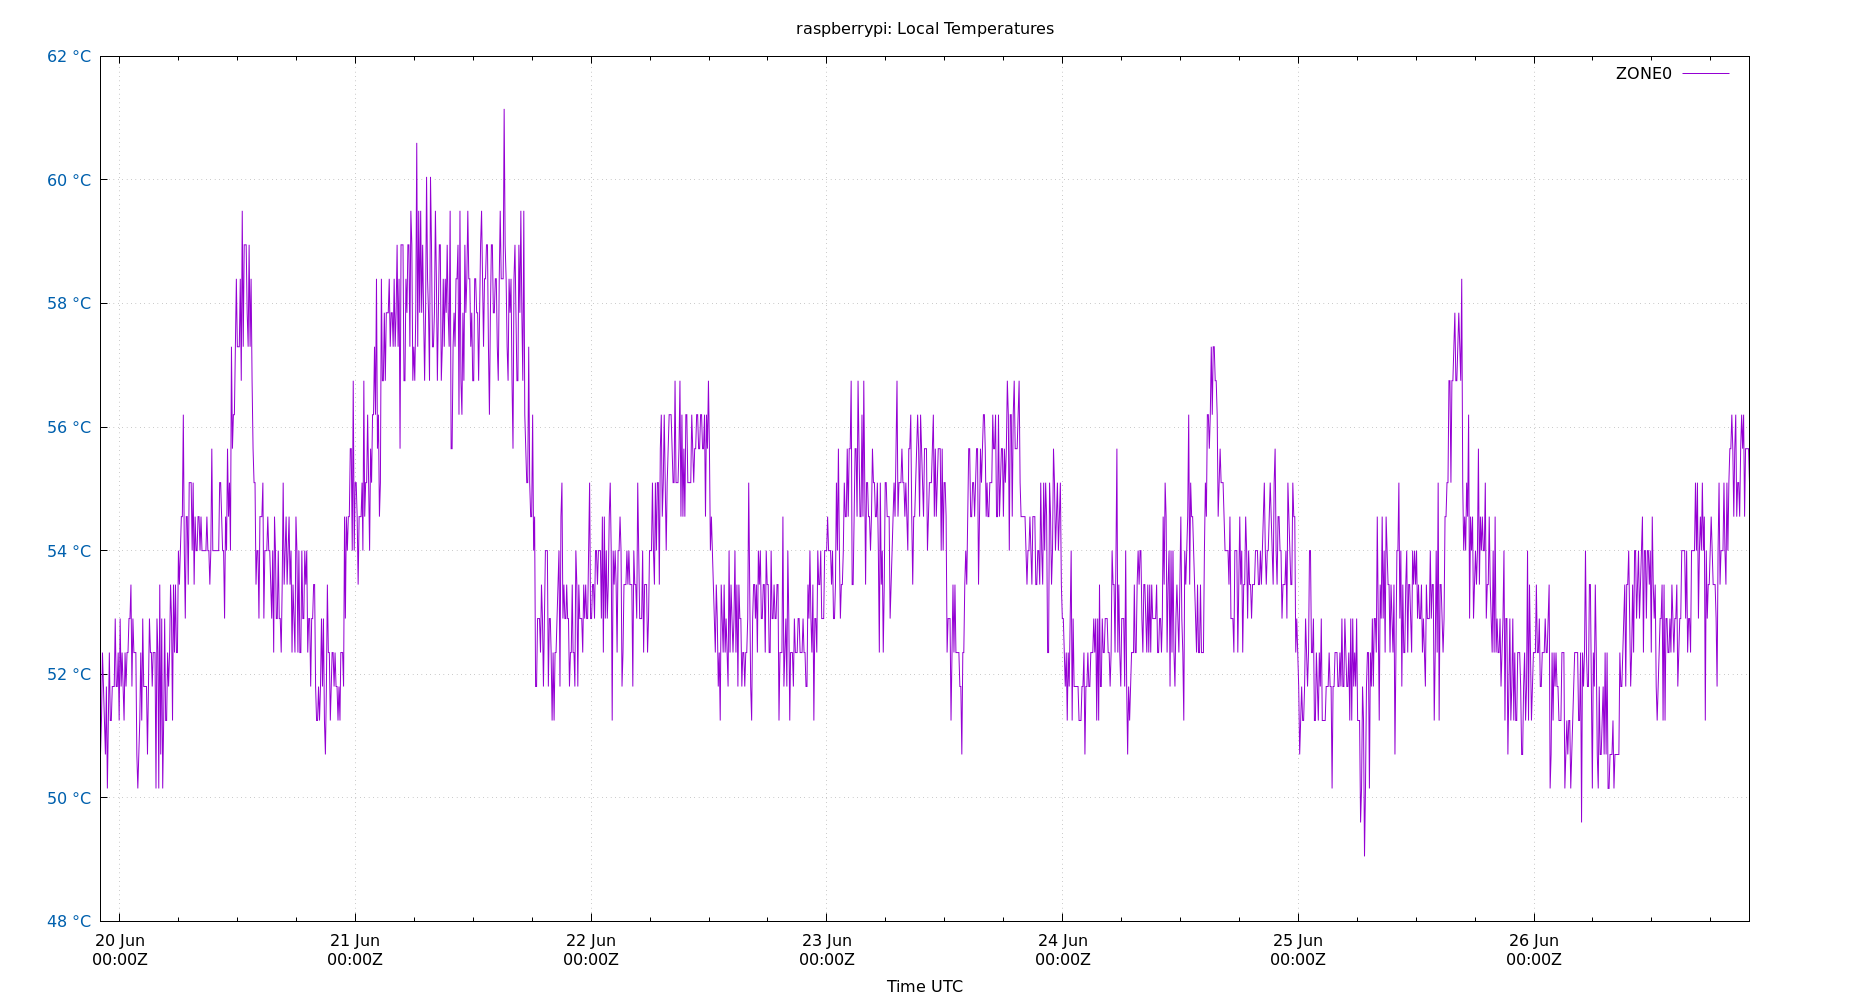 raspberrypi: Local Temperatures
ZONE0
62 °C
60 °C
58 °C
56 °C
54 °C
52 °C
50 °C
48 °C
20 Jun 21 Jun 22 Jun 23 Jun 24 Jun 25 Jun 26 Jun
00:00Z 00:00Z 00:00Z 00:00Z 00:00Z 00:00Z 00:00Z
Time UTC